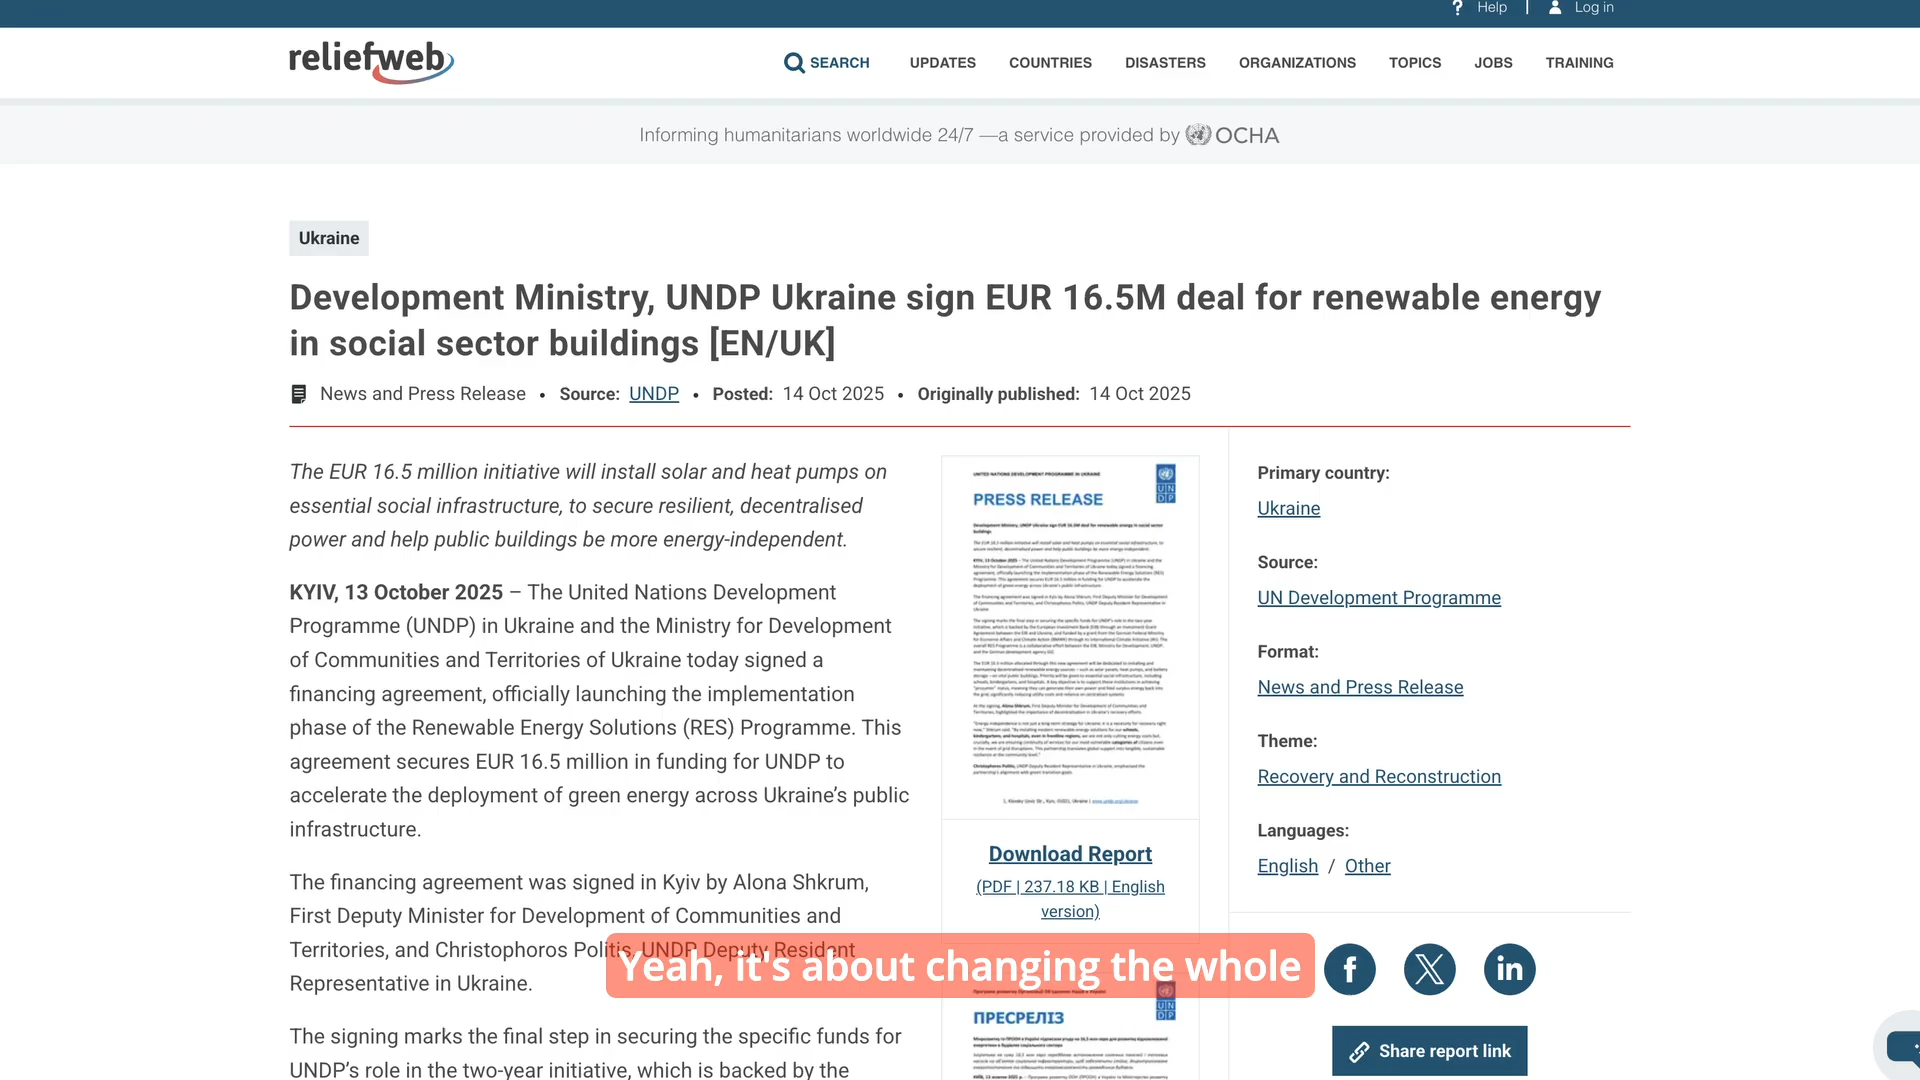 Help | Log in
reliefweb
SEARCH UPDATES COUNTRIES DISASTERS ORGANIZATIONS TOPICS JOBS TRAINING
Informing humanitarians worldwide 24/7 —a service provided by OCHA
Ukraine
Development Ministry, UNDP Ukraine sign EUR 16.5M deal for renewable energy
in social sector buildings [EN/UK]
News and Press Release • Source: UNDP • Posted: 14 Oct 2025 • Originally published: 14 Oct 2025
The EUR 16.5 million initiative will install solar and heat pumps on
essential social infrastructure, to secure resilient, decentralised
power and help public buildings be more energy-independent.
KYIV, 13 October 2025 – The United Nations Development
Programme (UNDP) in Ukraine and the Ministry for Development
of Communities and Territories of Ukraine today signed a
financing agreement, officially launching the implementation
phase of the Renewable Energy Solutions (RES) Programme. This
agreement secures EUR 16.5 million in funding for UNDP to
accelerate the deployment of green energy across Ukraine's public
infrastructure.
The financing agreement was signed in Kyiv by Alona Shkrum,
First Deputy Minister for Development of Communities and
Territories, and Christophoros Politis, UNDP Deputy Resident
Representative in Ukraine.
The signing marks the final step in securing the specific funds for
UNDP's role in the two-year initiative, which is backed by the
UNITED NATIONS DEVELOPMENT PROGRAMME IN UKRAINE
UN
DP
PRESS RELEASE
Download Report
(PDF | 237.18 KB | English
version)
UN
DP
ПРЕСРЕЛІЗ
Primary country:
Ukraine
Source:
UN Development Programme
Format:
News and Press Release
Theme:
Recovery and Reconstruction
Languages:
English / Other
Share report link
Yeah, it's about changing the whole